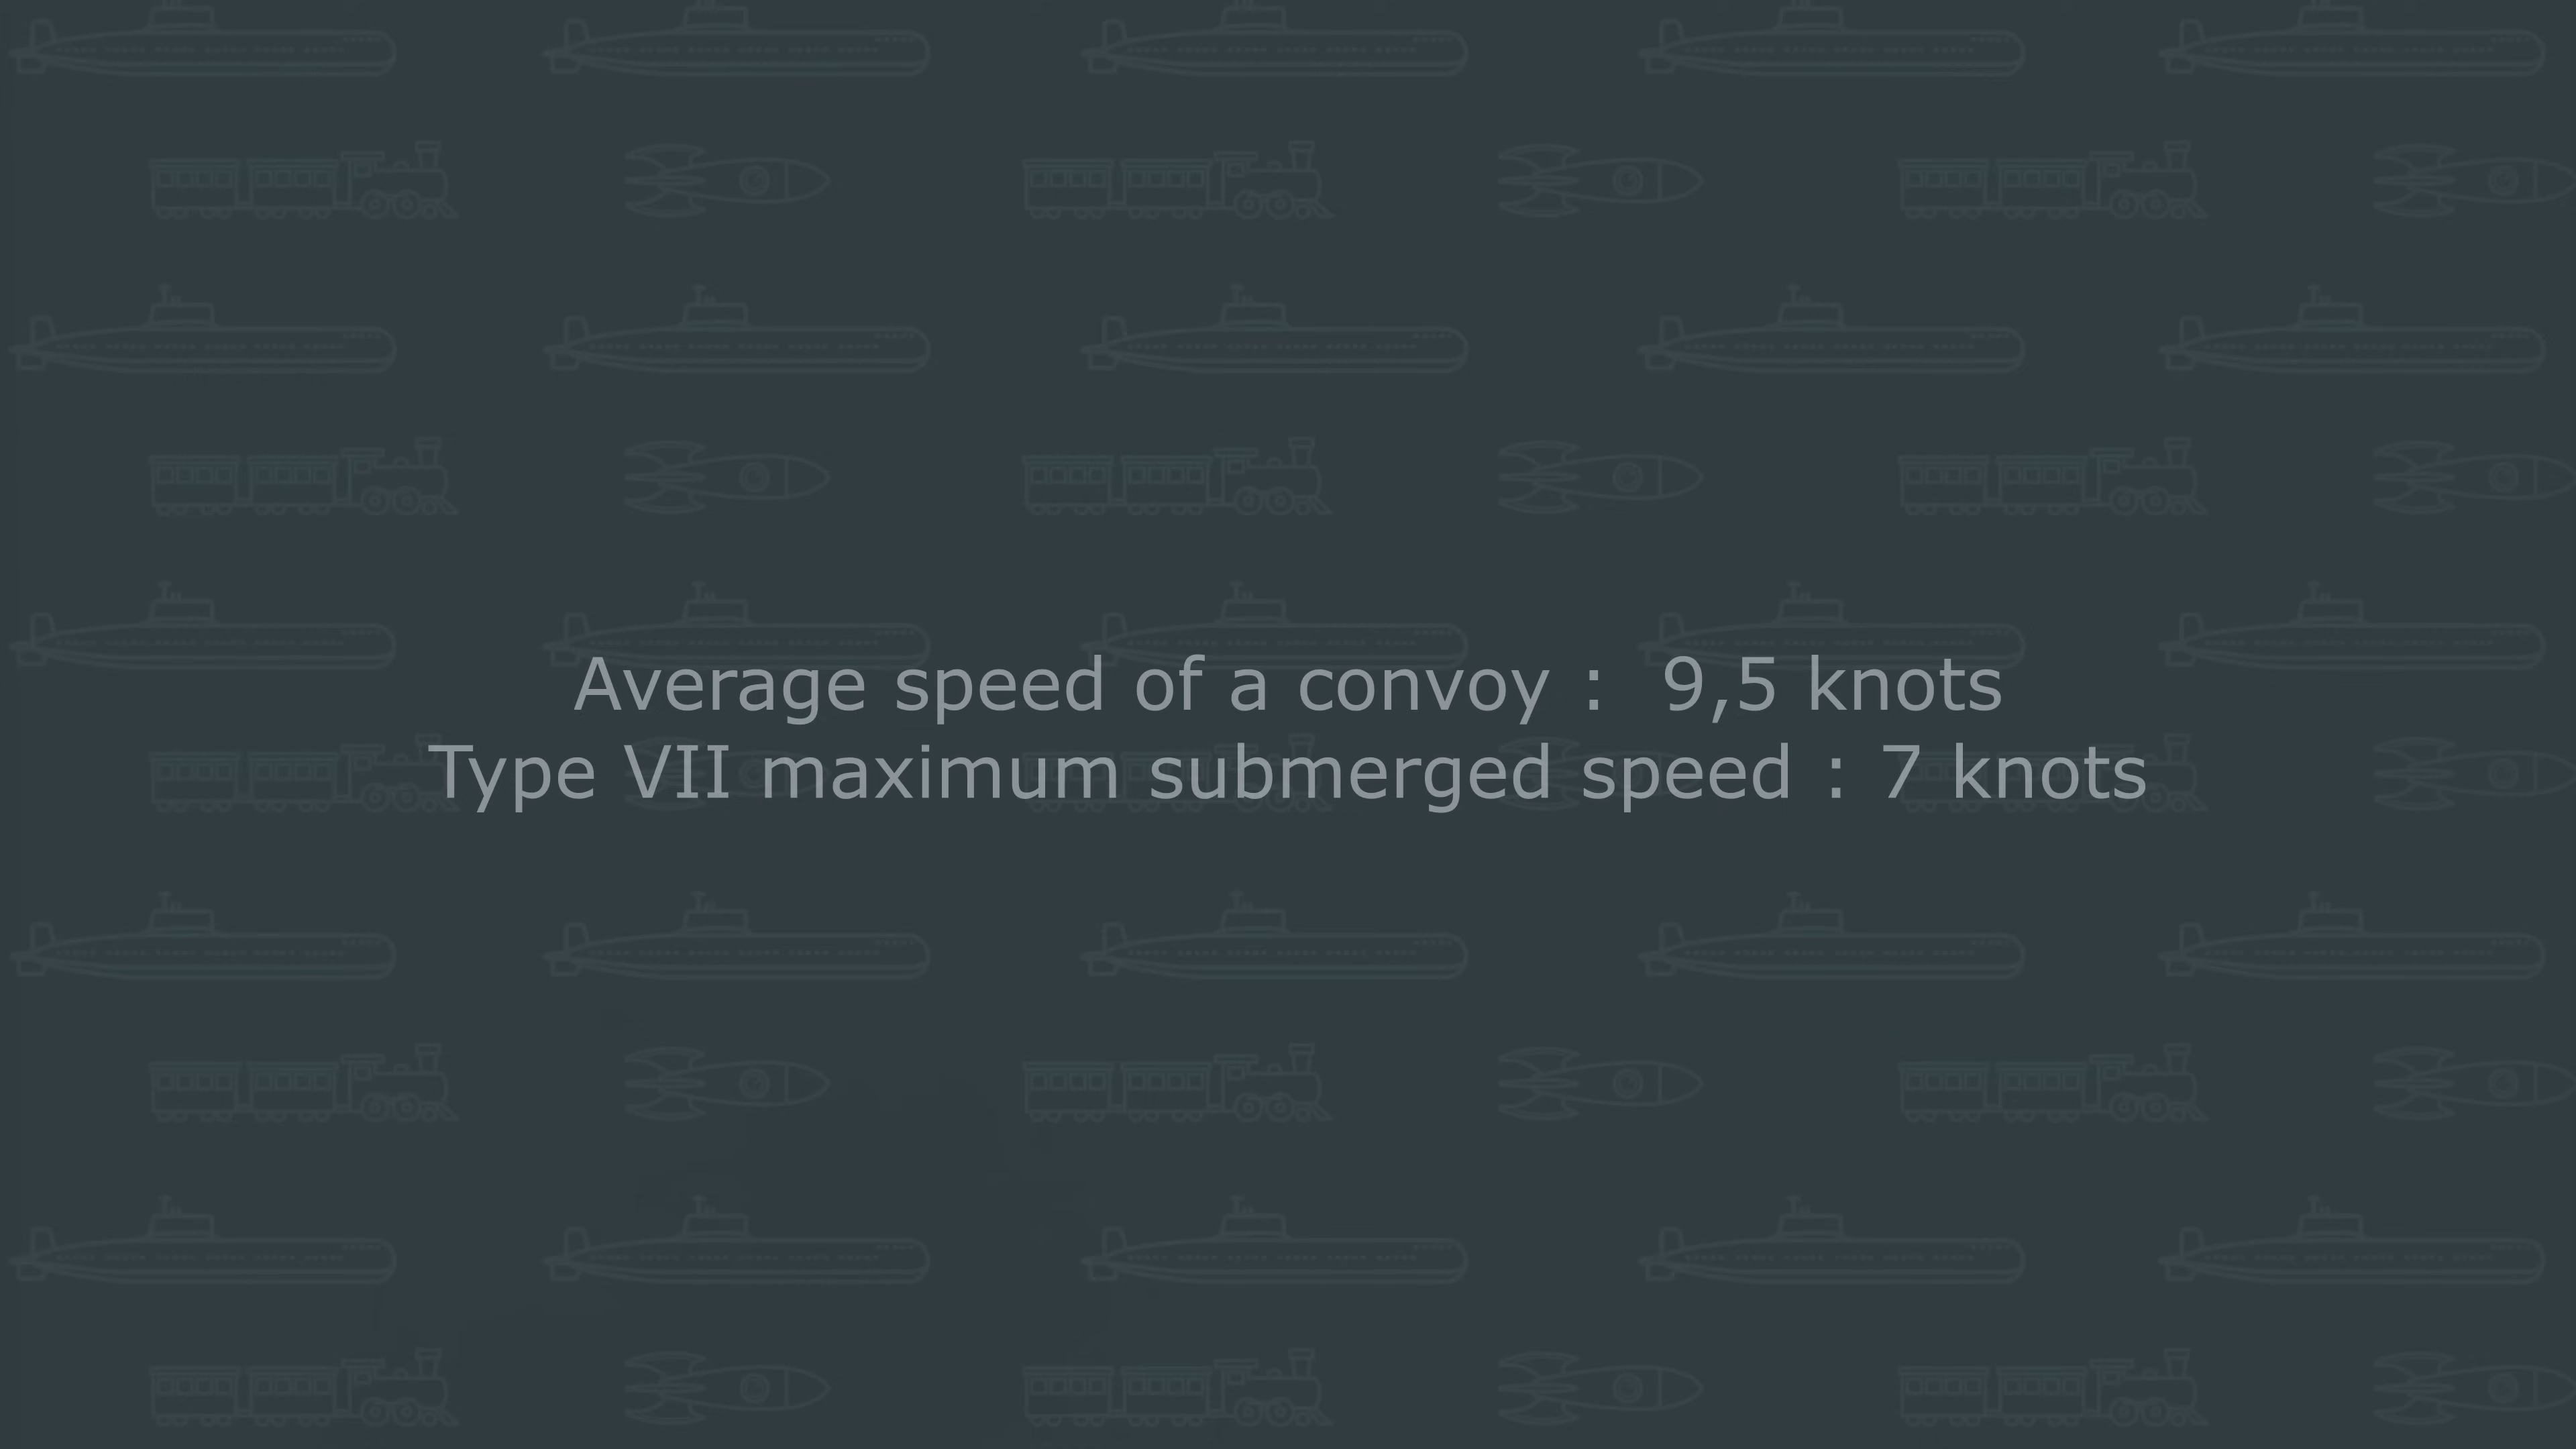 Average speed of a convoy :  9,5 knots
Type VII maximum submerged speed : 7 knots